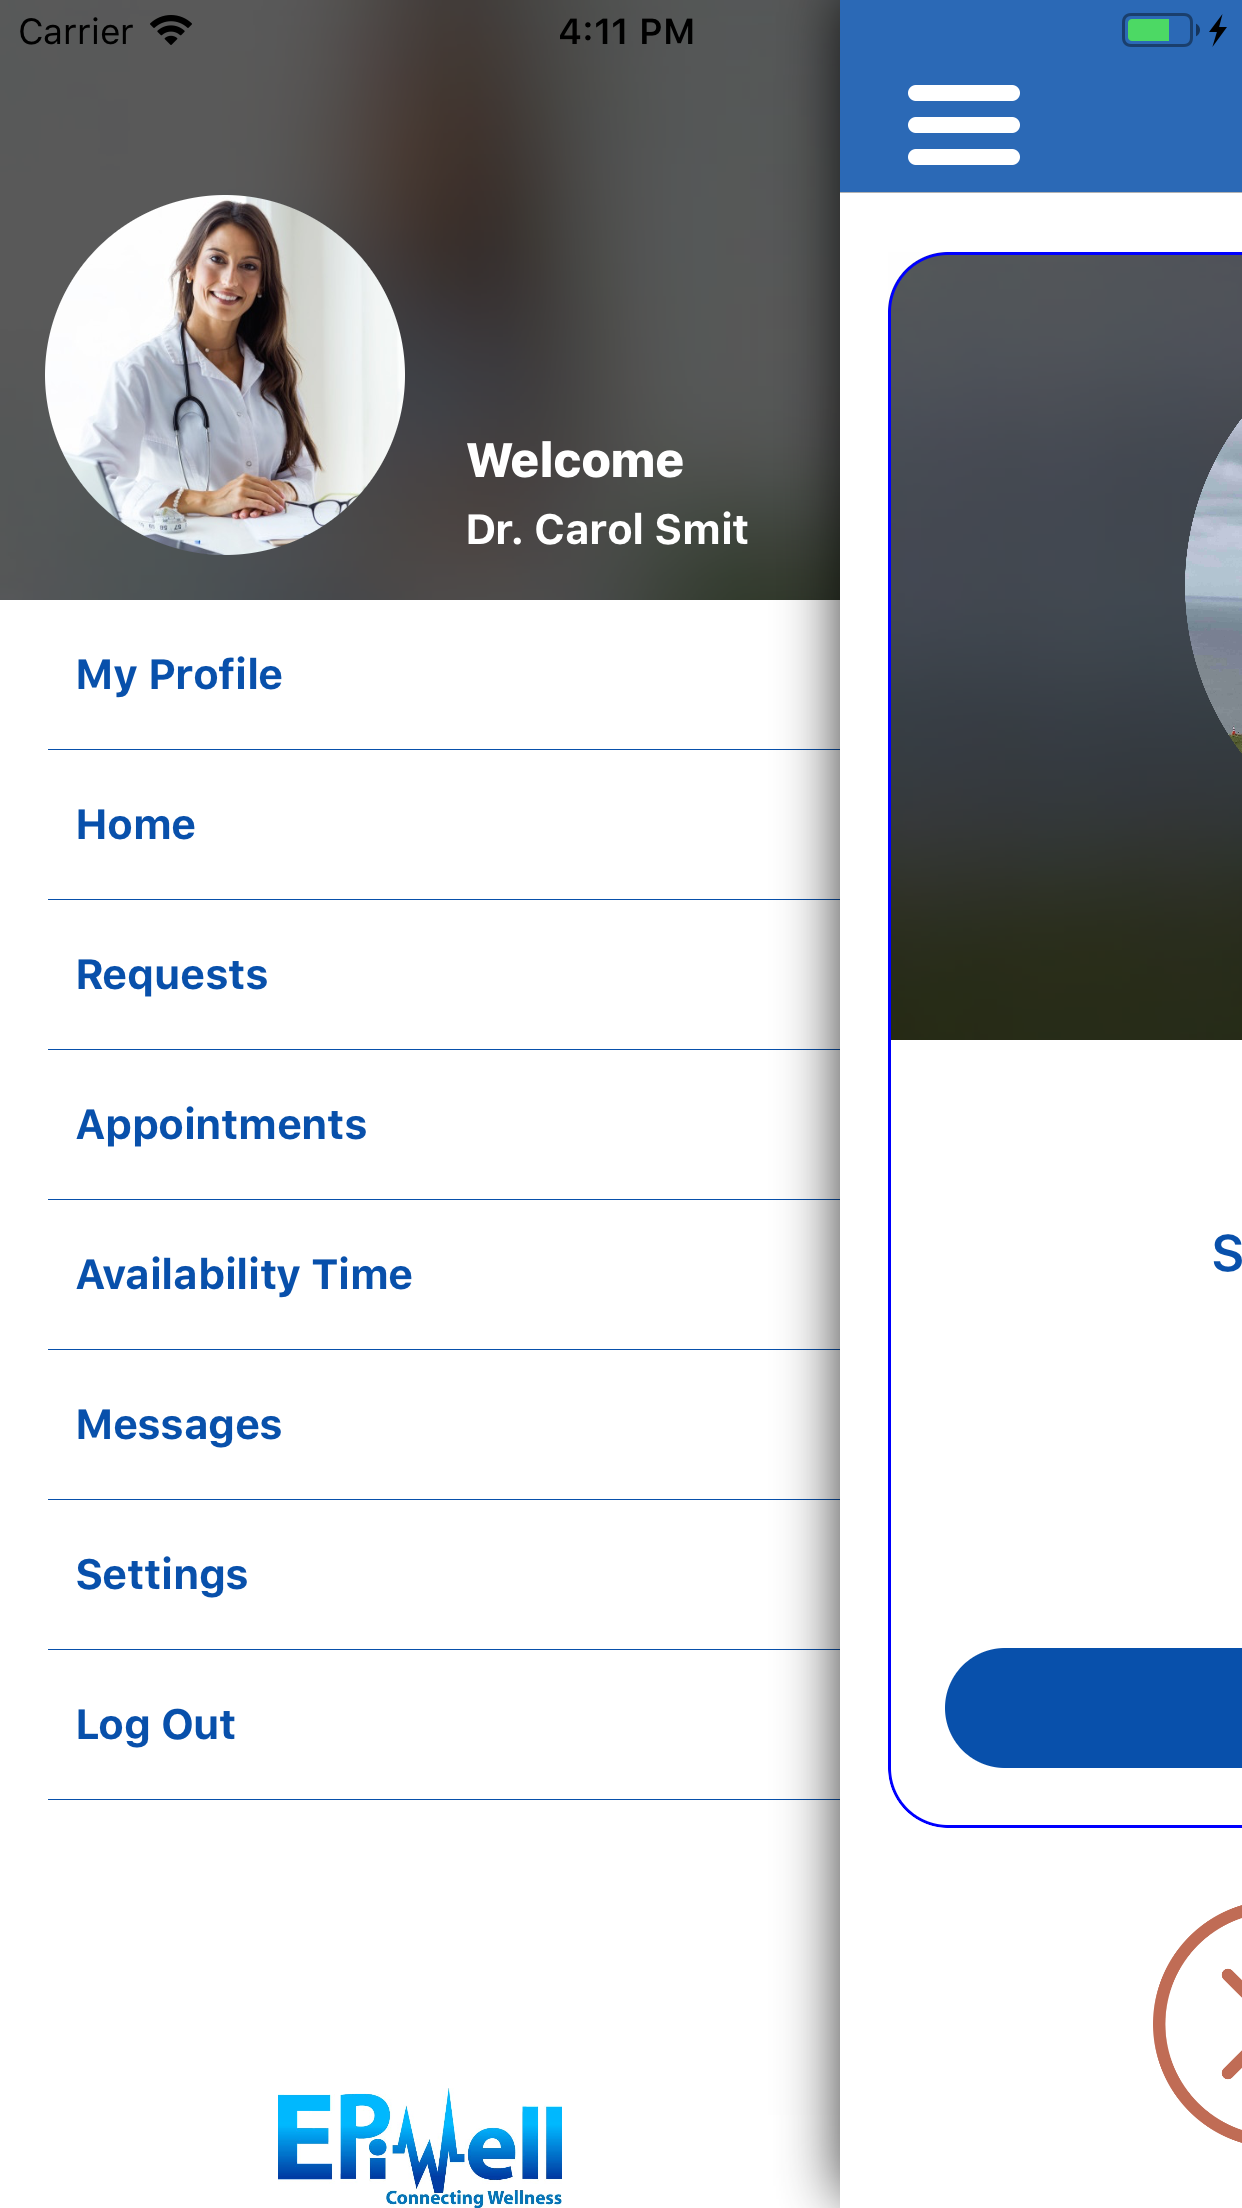 Carrier 4:11 PM
Welcome
Dr. Carol Smit
My Profile
Home
Requests
Appointments
Availability Time
Messages
Settings
Log Out
S
EPiWell
Connecting Wellness